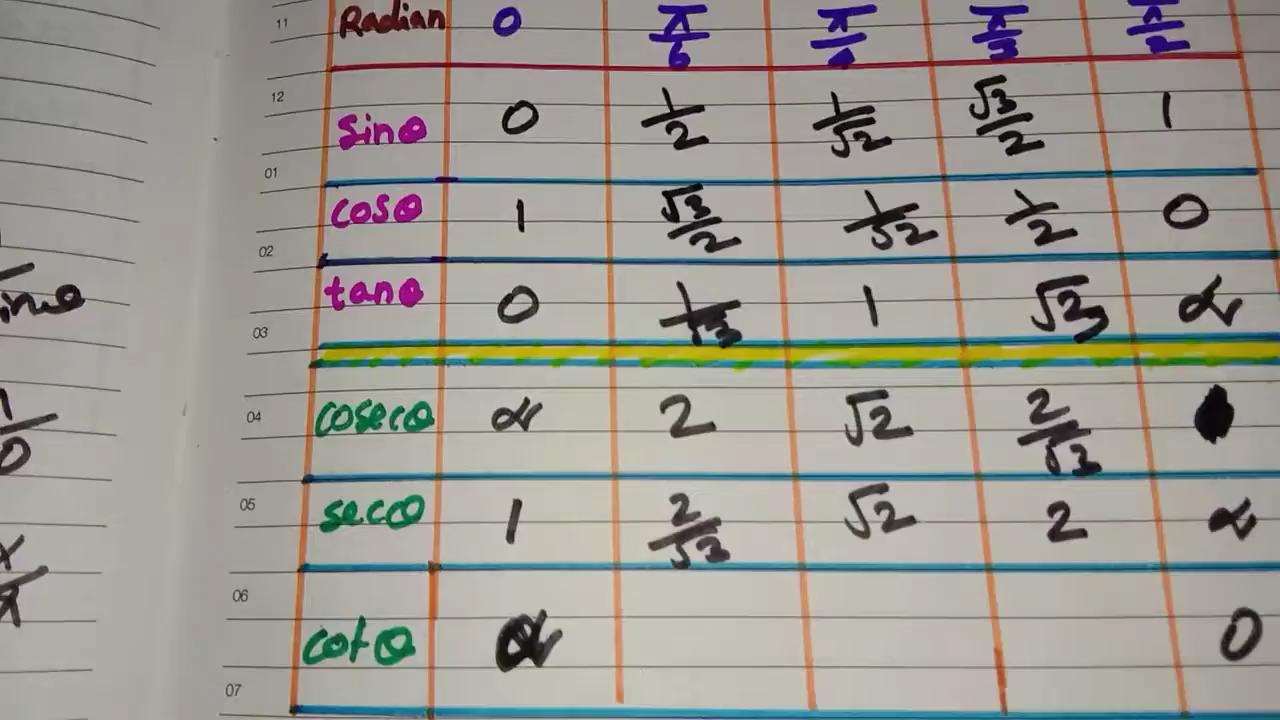 11 Radian 0 π/6 π/4 π/3 π/2
12 sinθ 0 1/2 1/√2 √3/2 1
01
cosθ 1 √3/2 1/√2 1/2 0
02
tanθ 0 1/√3 1 √3 ∝
03
04 cosecθ ∝ 2 √2 2/√3
05 secθ 1 2/√3 √2 2 ∝
06
cotθ ∝ 0
07
1/0